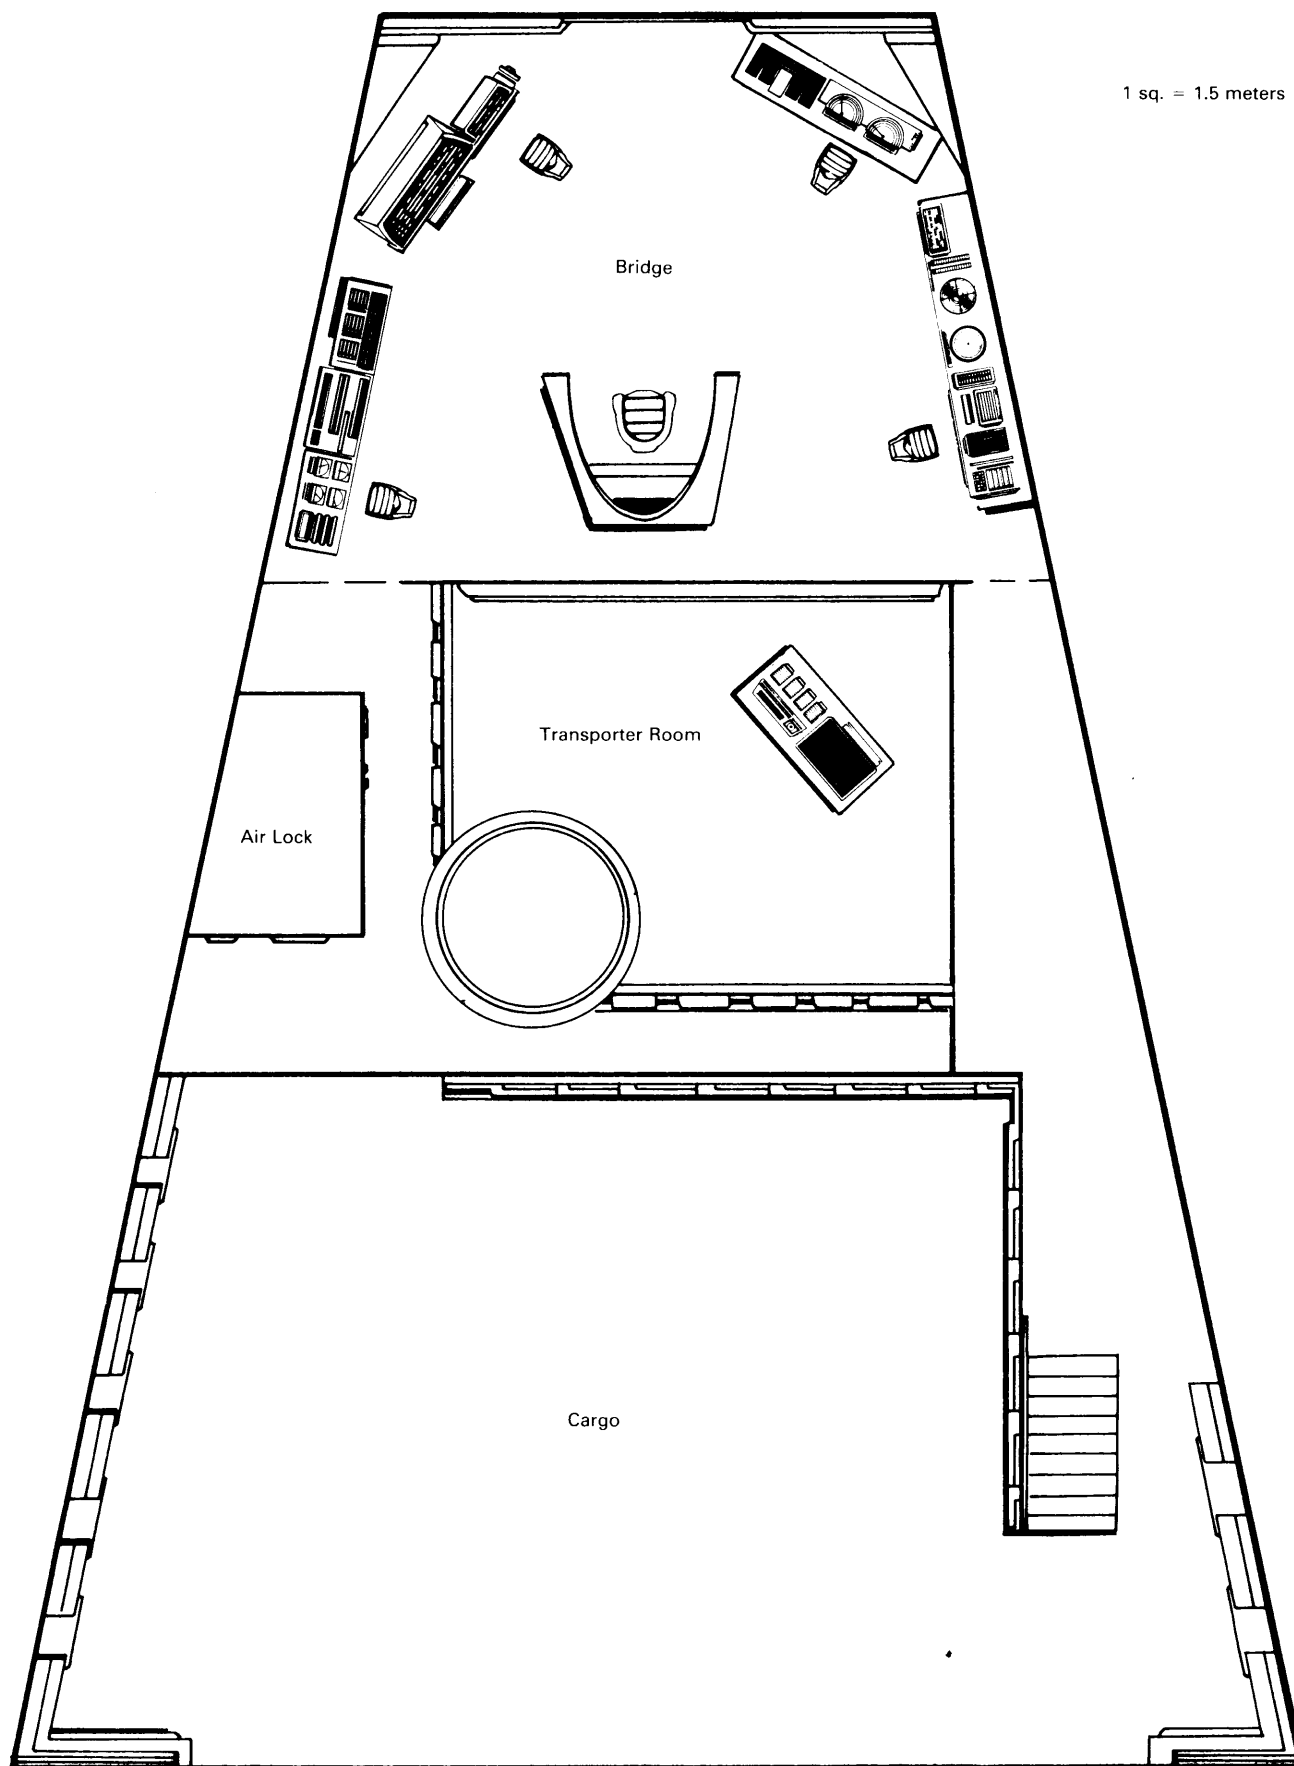 1 sq. = 1.5 meters
Bridge
Transporter Room
Air Lock
Cargo